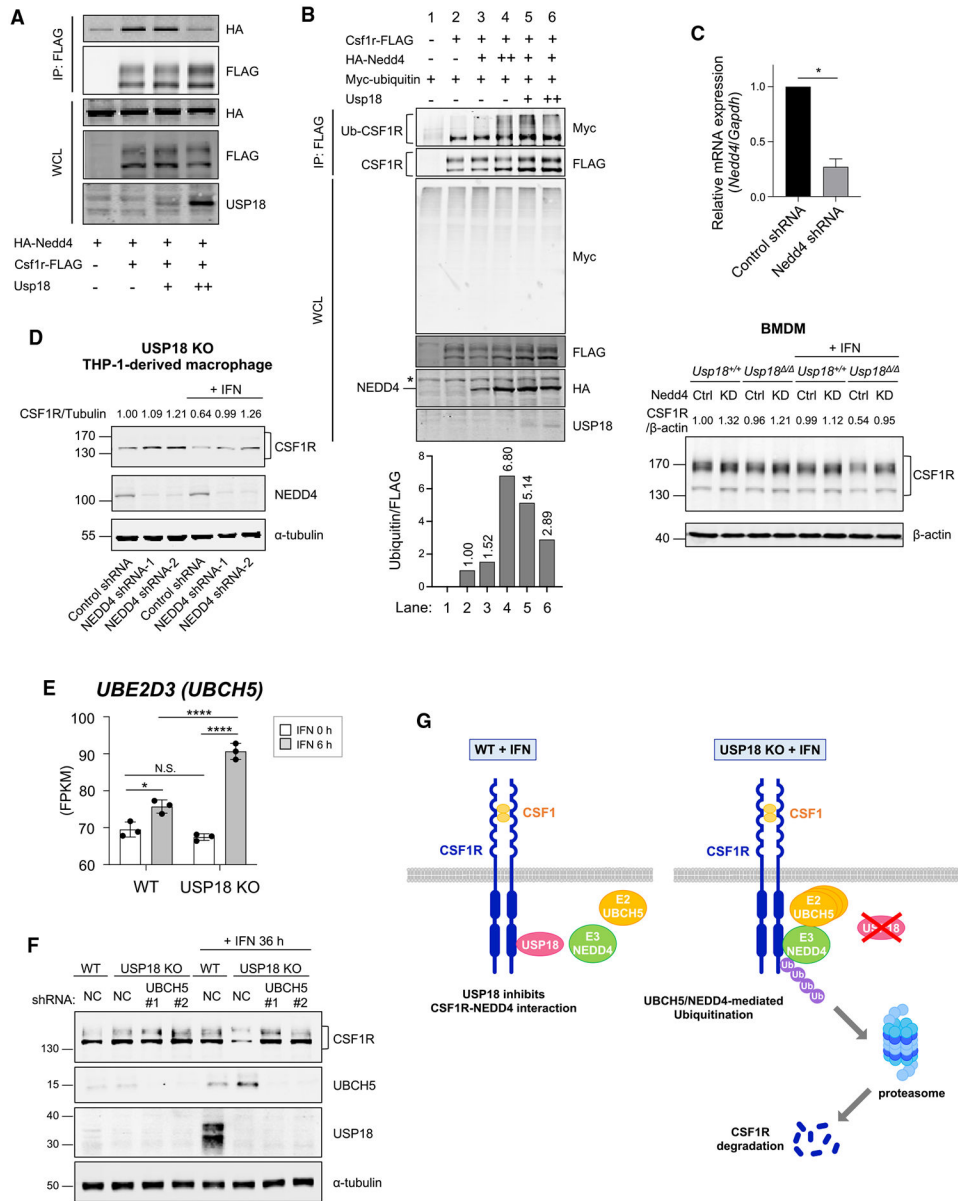 A
IP: FLAG
HA
FLAG
WCL
HA
FLAG
USP18
HA-Nedd4 + + + +
Csf1r-FLAG - + + +
Usp18 - - + ++
B
1 2 3 4 5 6
Csf1r-FLAG - + + + + +
HA-Nedd4 - - + ++ + +
Myc-ubiquitin + + + + + +
Usp18 - - - - + ++
IP: FLAG
Ub-CSF1R
Myc
CSF1R
FLAG
WCL
Myc
FLAG
*
NEDD4
HA
USP18
Ubiquitin/FLAG
8
6
4
2
0
1.00
1.52
6.80
5.14
2.89
Lane: 1 2 3 4 5 6
C
Relative mRNA expression
(Nedd4/Gapdh)
1.0
0.5
0.0
*
Control shRNA
Nedd4 shRNA
BMDM
+ IFN
Usp18+/+ Usp18Δ/Δ Usp18+/+ Usp18Δ/Δ
Nedd4 Ctrl KD Ctrl KD Ctrl KD Ctrl KD
CSF1R
/β-actin
1.00 1.32 0.96 1.21 0.99 1.12 0.54 0.95
170
130
CSF1R
40
β-actin
D
USP18 KO
THP-1-derived macrophage
+ IFN
CSF1R/Tubulin 1.00 1.09 1.21 0.64 0.99 1.26
170
130
CSF1R
100
NEDD4
55
α-tubulin
Control shRNA
NEDD4 shRNA-1
NEDD4 shRNA-2
Control shRNA
NEDD4 shRNA-1
NEDD4 shRNA-2
E
UBE2D3 (UBCH5)
(FPKM)
100
90
80
70
60
****
****
N.S.
*
IFN 0 h
IFN 6 h
WT
USP18 KO
F
+ IFN 36 h
WT USP18 KO WT USP18 KO
UBCH5 UBCH5
shRNA: NC NC #1 #2 NC NC #1 #2
130
CSF1R
15
UBCH5
40
30
USP18
50
α-tubulin
G
WT + IFN
CSF1
CSF1R
E2
UBCH5
USP18
E3
NEDD4
USP18 inhibits
CSF1R-NEDD4 interaction
USP18 KO + IFN
CSF1
CSF1R
E2
UBCH5
USP18
E3
NEDD4
Ub
Ub
Ub
Ub
UBCH5/NEDD4-mediated
Ubiquitination
proteasome
CSF1R
degradation